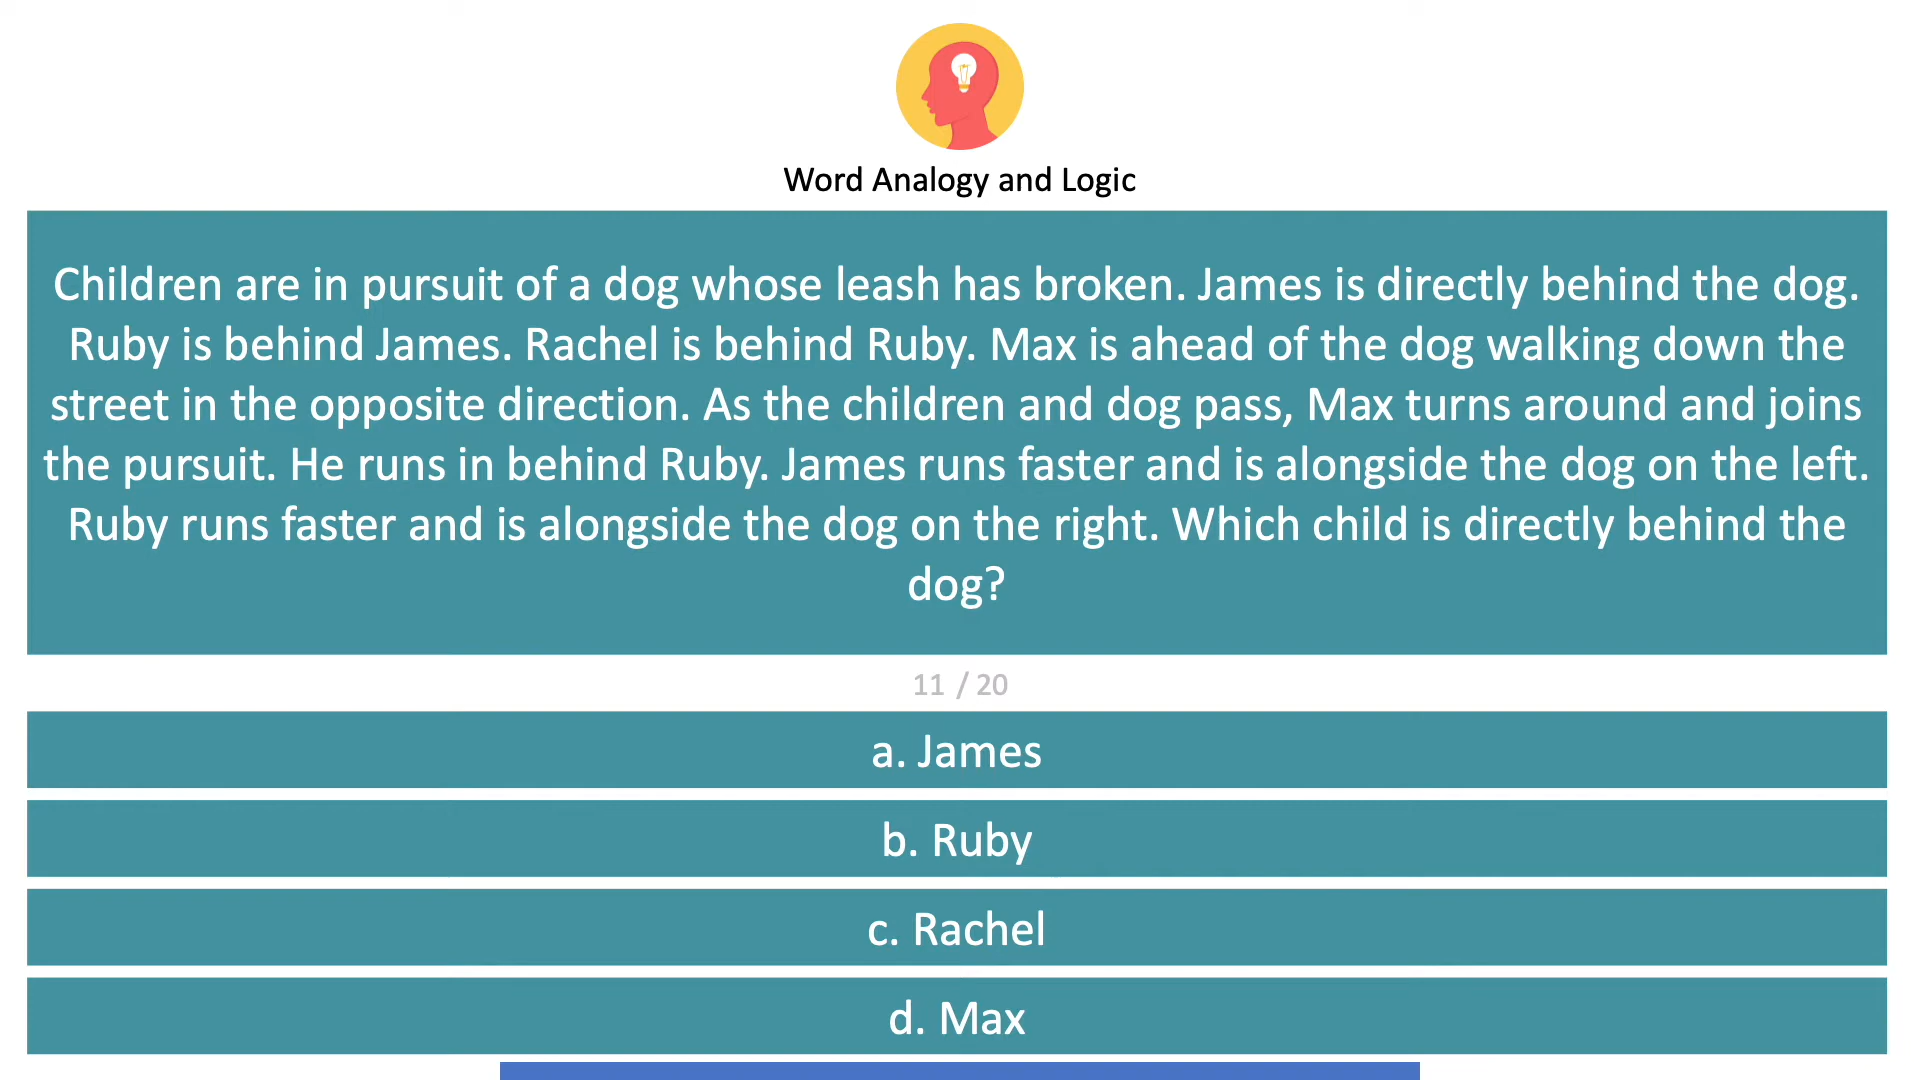 Word Analogy and Logic
Children are in pursuit of a dog whose leash has broken. James is directly behind the dog.
Ruby is behind James. Rachel is behind Ruby. Max is ahead of the dog walking down the
street in the opposite direction. As the children and dog pass, Max turns around and joins
the pursuit. He runs in behind Ruby. James runs faster and is alongside the dog on the left.
Ruby runs faster and is alongside the dog on the right. Which child is directly behind the
dog?
11 / 20
a. James
b. Ruby
c. Rachel
d. Max